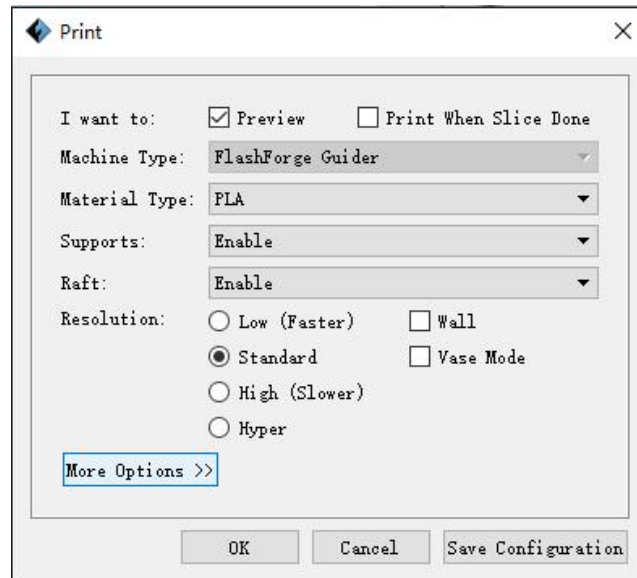 Print
I want to: Preview Print When Slice Done
Machine Type: FlashForge Guider
Material Type: PLA
Supports: Enable
Raft: Enable
Resolution: Low (Faster) Wall
Standard Vase Mode
High (Slower)
Hyper
More Options >>
OK Cancel Save Configuration